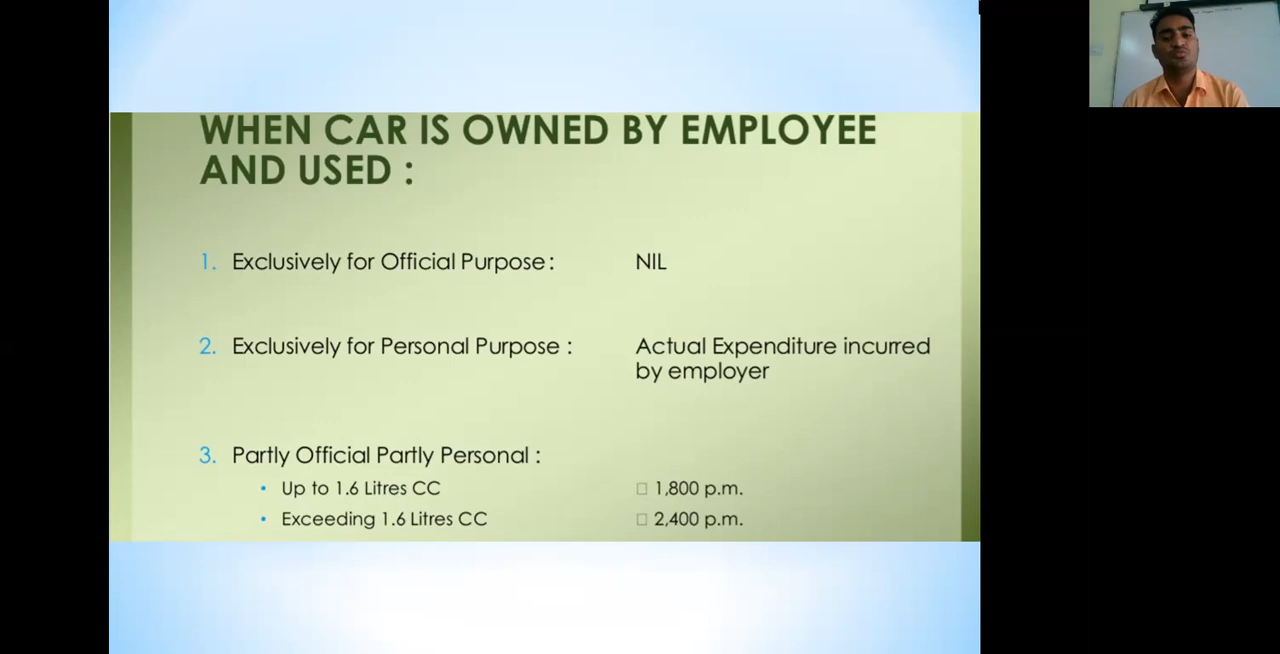 WHEN CAR IS OWNED BY EMPLOYEE
AND USED :
1. Exclusively for Official Purpose : NIL
2. Exclusively for Personal Purpose : Actual Expenditure incurred
by employer
3. Partly Official Partly Personal :
• Up to 1.6 Litres CC □ 1,800 p.m.
• Exceeding 1.6 Litres CC □ 2,400 p.m.